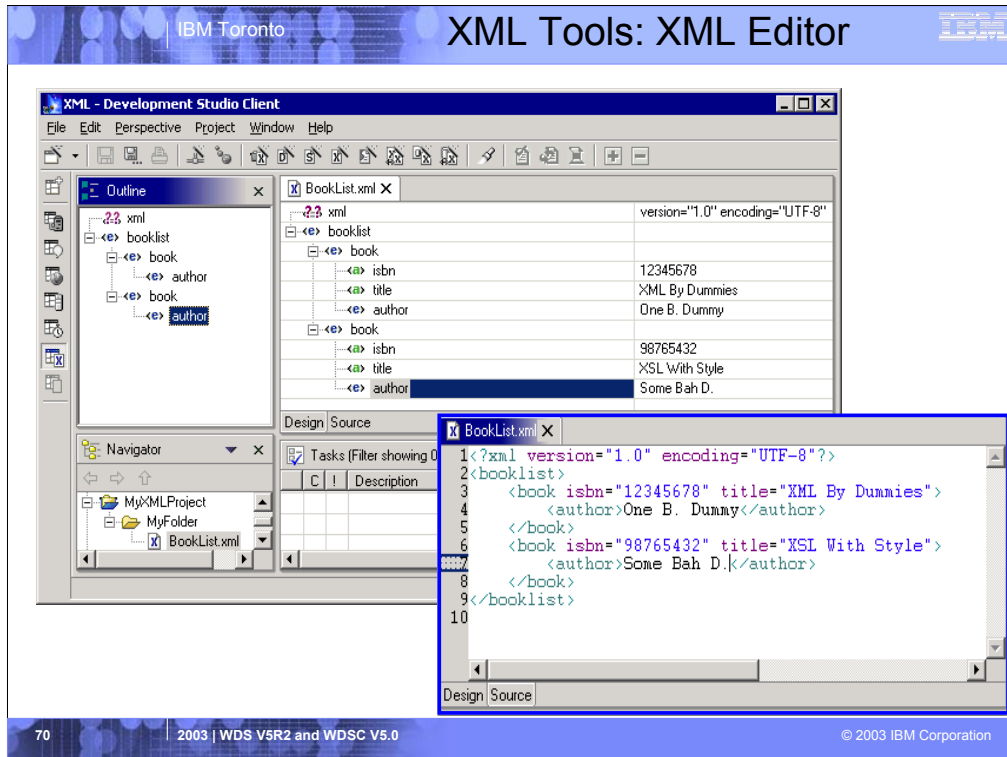 IBM Toronto
XML Tools: XML Editor
IBM
XML - Development Studio Client
File Edit Perspective Project Window Help
Outline
?-? xml
<e> booklist
<e> book
<e> author
<e> book
<e> author
BookList.xml
?-? xml version="1.0" encoding="UTF-8"
<e> booklist
<e> book
<a> isbn 12345678
<a> title XML By Dummies
<e> author One B. Dummy
<e> book
<a> isbn 98765432
<a> title XSL With Style
<e> author Some Bah D.
Design Source
Navigator
MyXMLProject
MyFolder
BookList.xml
Tasks (Filter showing 0
C ! Description
BookList.xml
1 <?xml version="1.0" encoding="UTF-8"?>
2 <booklist>
3 <book isbn="12345678" title="XML By Dummies">
4 <author>One B. Dummy</author>
5 </book>
6 <book isbn="98765432" title="XSL With Style">
7 <author>Some Bah D.</author>
8 </book>
9 </booklist>
10
Design Source
70
2003 | WDS V5R2 and WDSC V5.0
© 2003 IBM Corporation